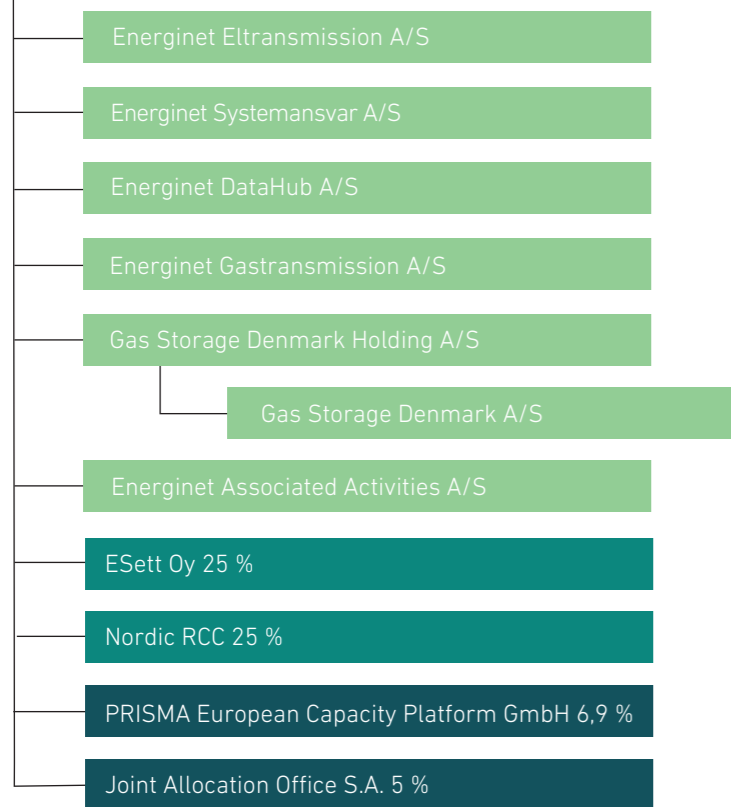 Energinet Eltransmission A/S
Energinet Systemansvar A/S
Energinet DataHub A/S
Energinet Gastransmission A/S
Gas Storage Denmark Holding A/S
Gas Storage Denmark A/S
Energinet Associated Activities A/S
ESett Oy 25 %
Nordic RCC 25 %
PRISMA European Capacity Platform GmbH 6,9 %
Joint Allocation Office S.A. 5 %